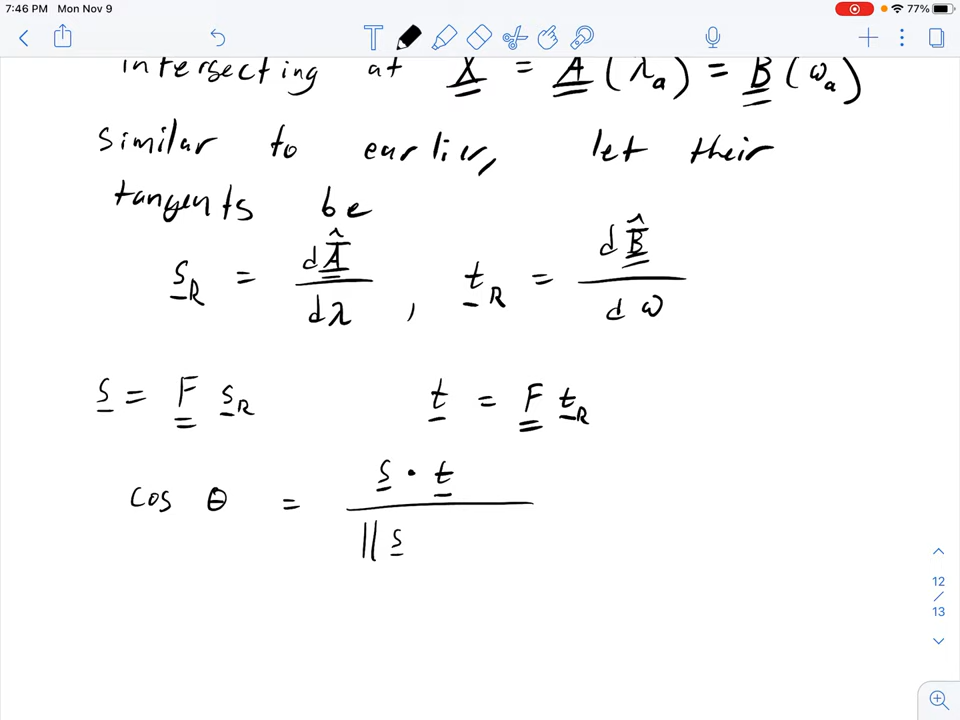 7:46 PM Mon Nov 9
77%
intersecting at X = A(λa) = B(ωa)
similar to earlier, let their
tangents be
sR = dÂ/dλ , tR = dB̂/dω
s = F sR t = F tR
cos θ = s · t / ‖ s
T
12
/
13